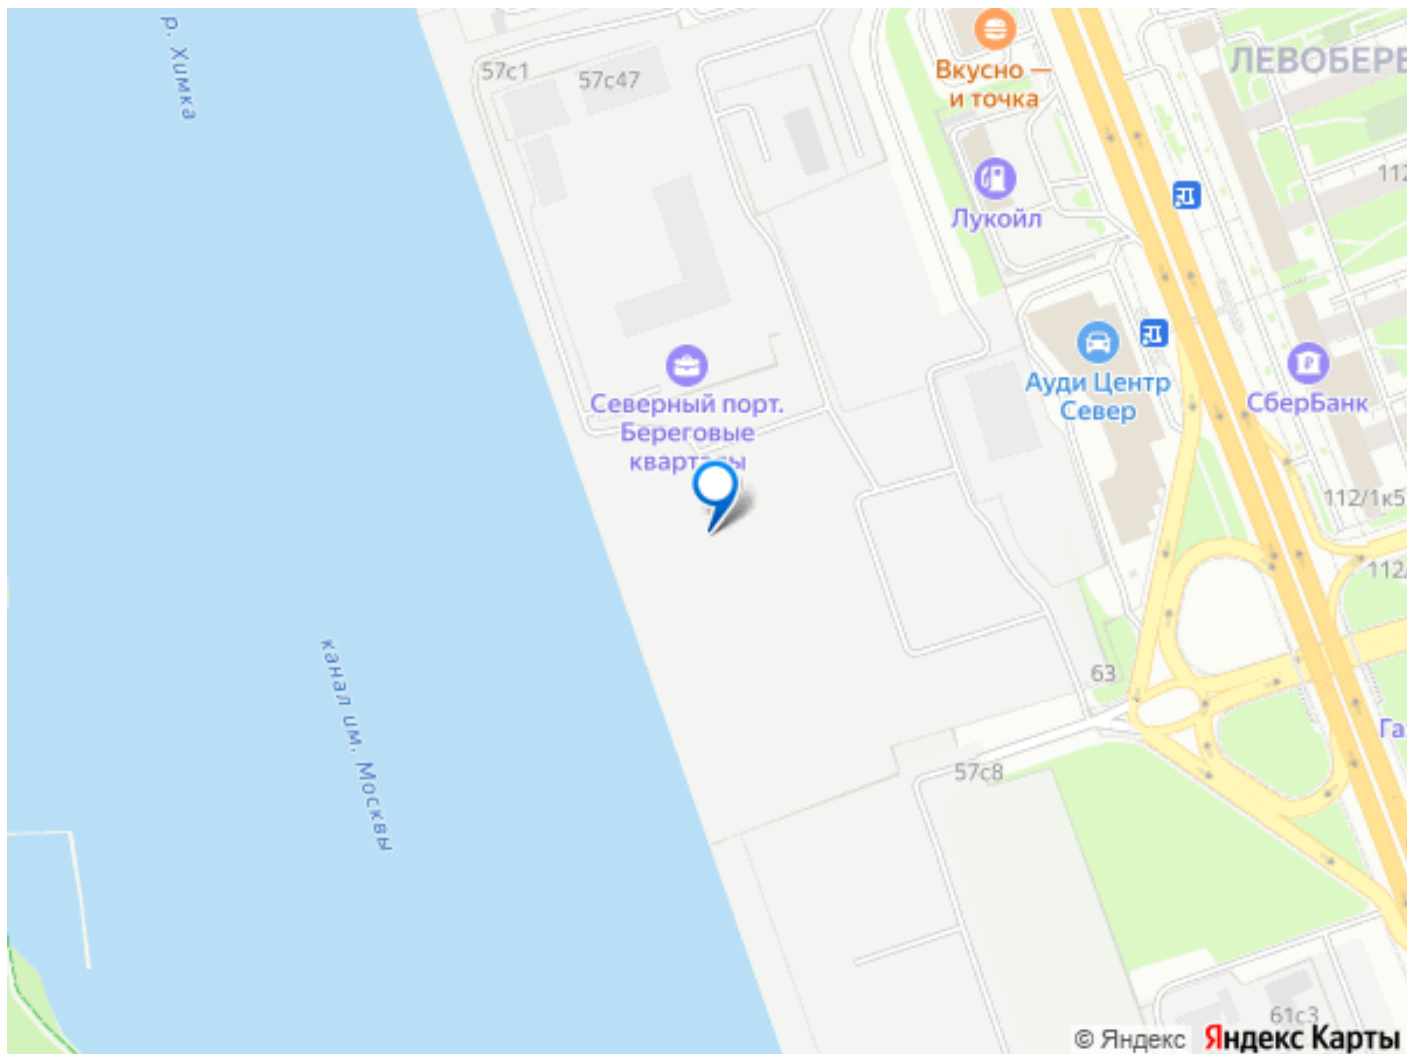 р. Химка
57с1
57с47
Вкусно —
и точка
ЛЕВОБЕРЕ
112
Лукойл
Ауди Центр
Север
СберБанк
Северный порт.
Береговые
кварталы
112/1к5
112/
63
57с8
Га
канал им. Москвы
61с3
© Яндекс Яндекс Карты